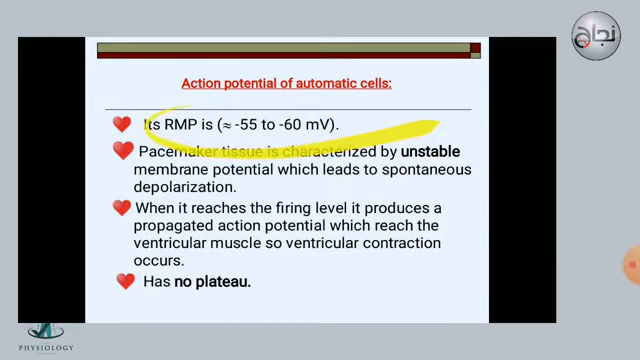 نجاح
Action potential of automatic cells:
Its RMP is (≈ -55 to -60 mV).
Pacemaker tissue is characterized by unstable
membrane potential which leads to spontaneous
depolarization.
When it reaches the firing level it produces a
propagated action potential which reach the
ventricular muscle so ventricular contraction
occurs.
Has no plateau.
PHYSIOLOGY